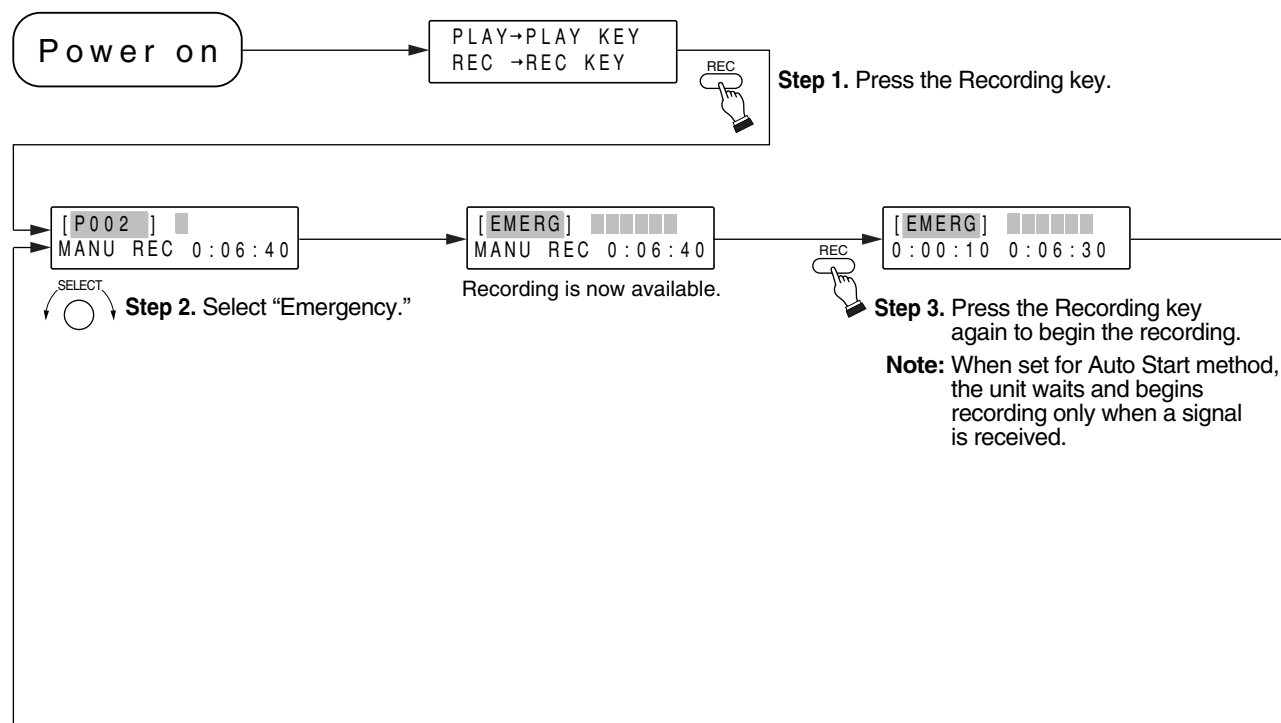 Power on
PLAY→PLAY KEY
REC →REC KEY
REC
Step 1. Press the Recording key.
[P002 ]
MANU REC 0:06:40
SELECT
Step 2. Select “Emergency.”
[EMERG]
MANU REC 0:06:40
Recording is now available.
REC
[EMERG]
0:00:10 0:06:30
Step 3. Press the Recording key
again to begin the recording.
Note: When set for Auto Start method,
the unit waits and begins
recording only when a signal
is received.